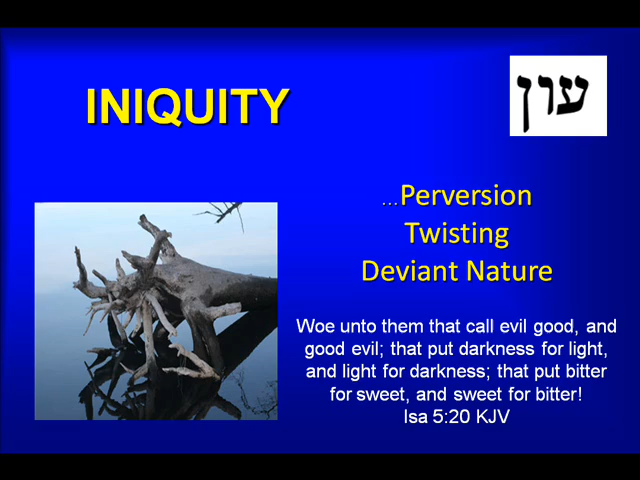 INIQUITY
עון
...Perversion
Twisting
Deviant Nature
Woe unto them that call evil good, and
good evil; that put darkness for light,
and light for darkness; that put bitter
for sweet, and sweet for bitter!
Isa 5:20 KJV